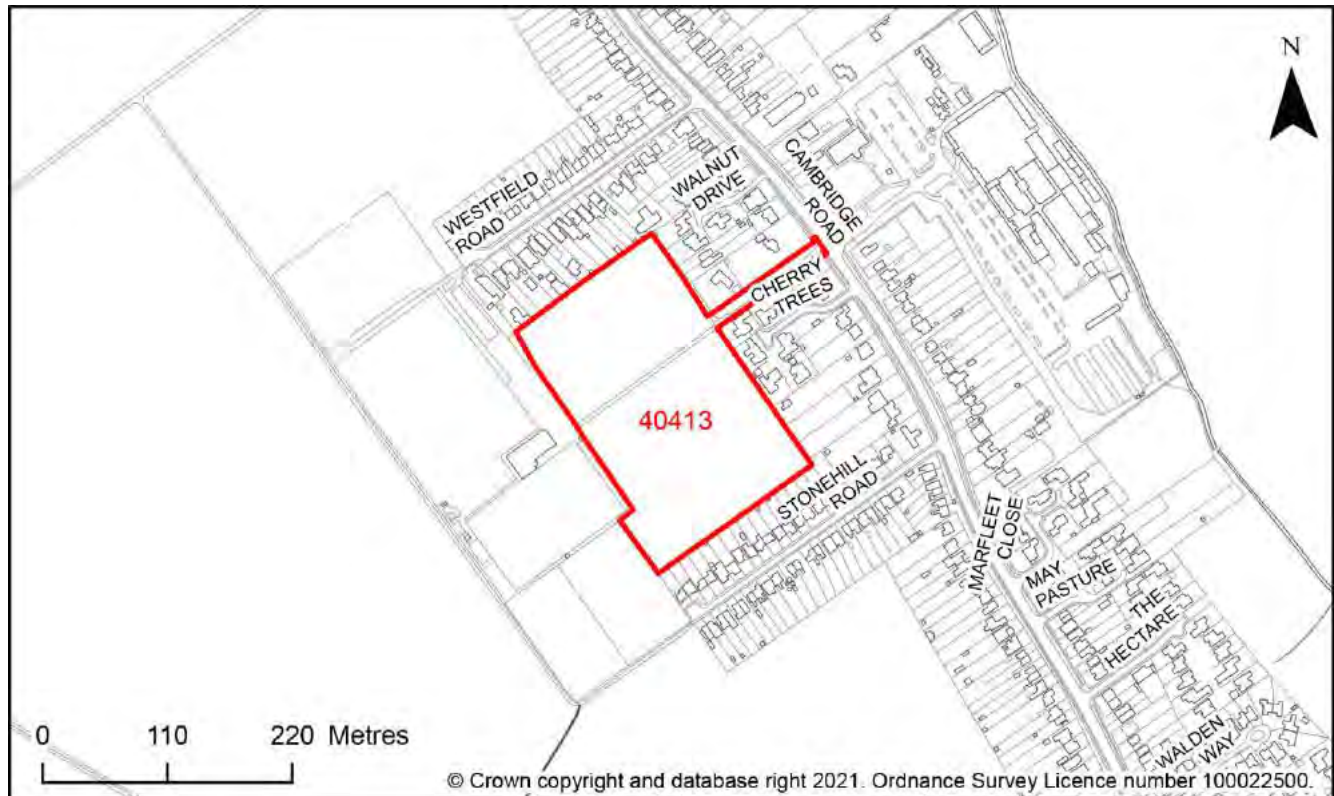 N
WESTFIELD
ROAD
WALNUT
DRIVE
CAMBRIDGE
ROAD
CHERRY
TREES
40413
STONEHILL
ROAD
MARFLEET
CLOSE
MAY
PASTURE
THE
HECTARE
WALDEN
WAY
0 110 220 Metres
© Crown copyright and database right 2021. Ordnance Survey Licence number 100022500.